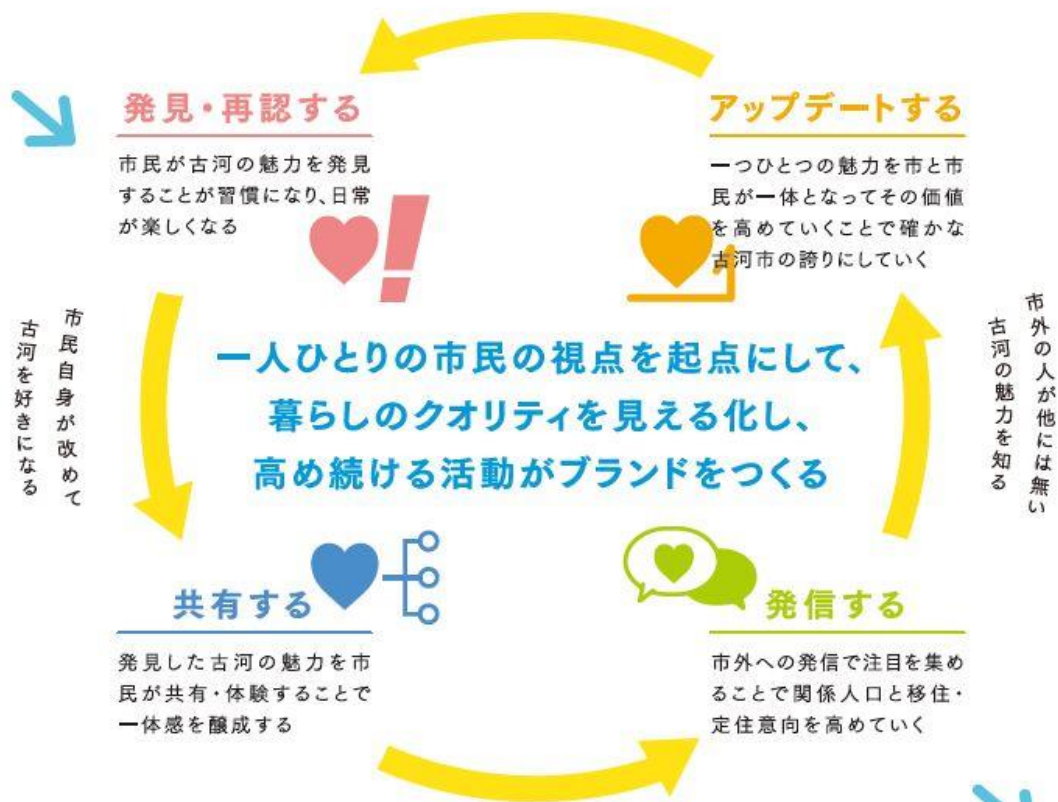 発見・再認する
市民が古河の魅力を発見
することが習慣になり、日常
が楽しくなる
アップデートする
一つひとつの魅力を市と市
民が一体となってその価値
を高めていくことで確かな
古河市の誇りにしていく
市民自身が改めて
古河を好きになる
一人ひとりの市民の視点を起点にして、
暮らしのクオリティを見える化し、
高め続ける活動がブランドをつくる
市外の人が他には無い
古河の魅力を知る
共有する
発見した古河の魅力を市
民が共有・体験することで
一体感を醸成する
発信する
市外への発信で注目を集め
ることで関係人口と移住・
定住意向を高めていく